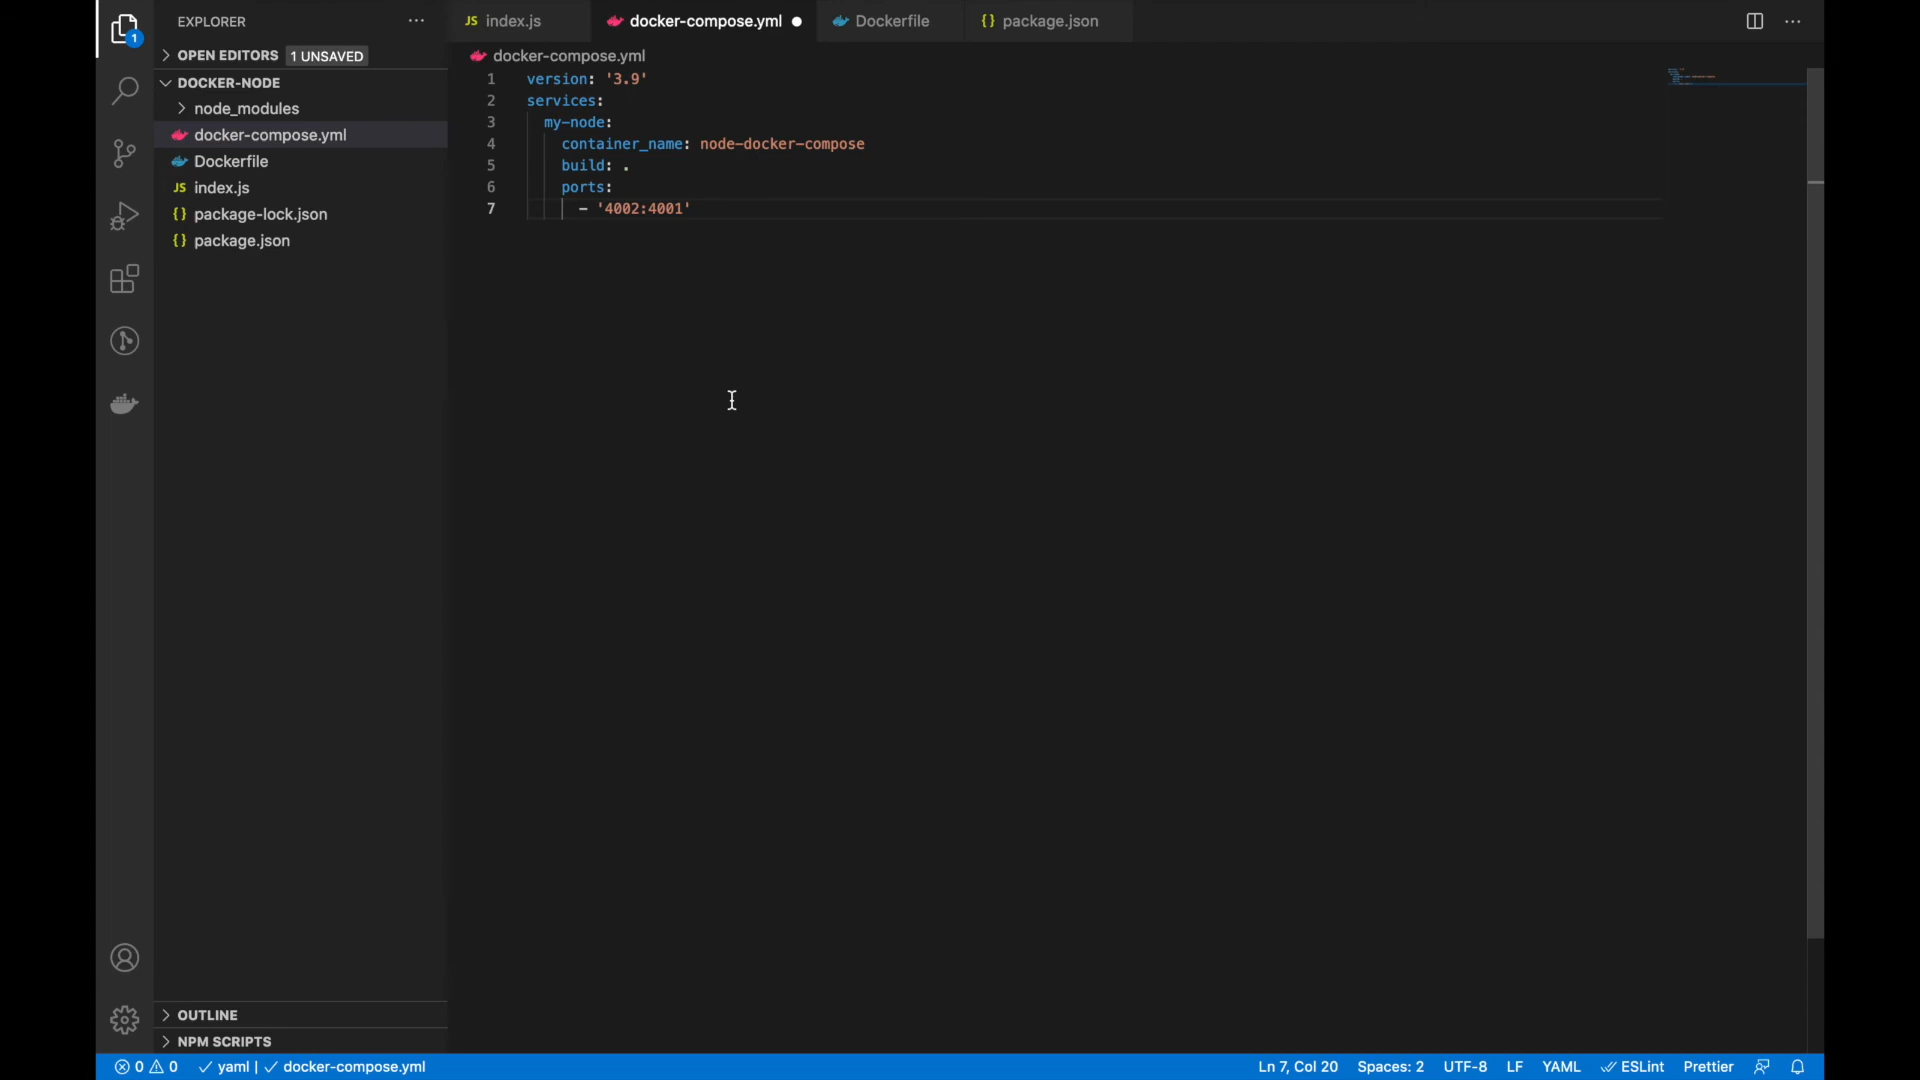 EXPLORER
OPEN EDITORS 1 UNSAVED
DOCKER-NODE
node_modules
docker-compose.yml
Dockerfile
JS index.js
{} package-lock.json
{} package.json
OUTLINE
NPM SCRIPTS
1
JS index.js
docker-compose.yml
Dockerfile
{} package.json
docker-compose.yml
1 version: '3.9'
2 services:
3 my-node:
4 container_name: node-docker-compose
5 build: .
6 ports:
7 - '4002:4001'
0 0 yaml | docker-compose.yml Ln 7, Col 20 Spaces: 2 UTF-8 LF YAML ESLint Prettier